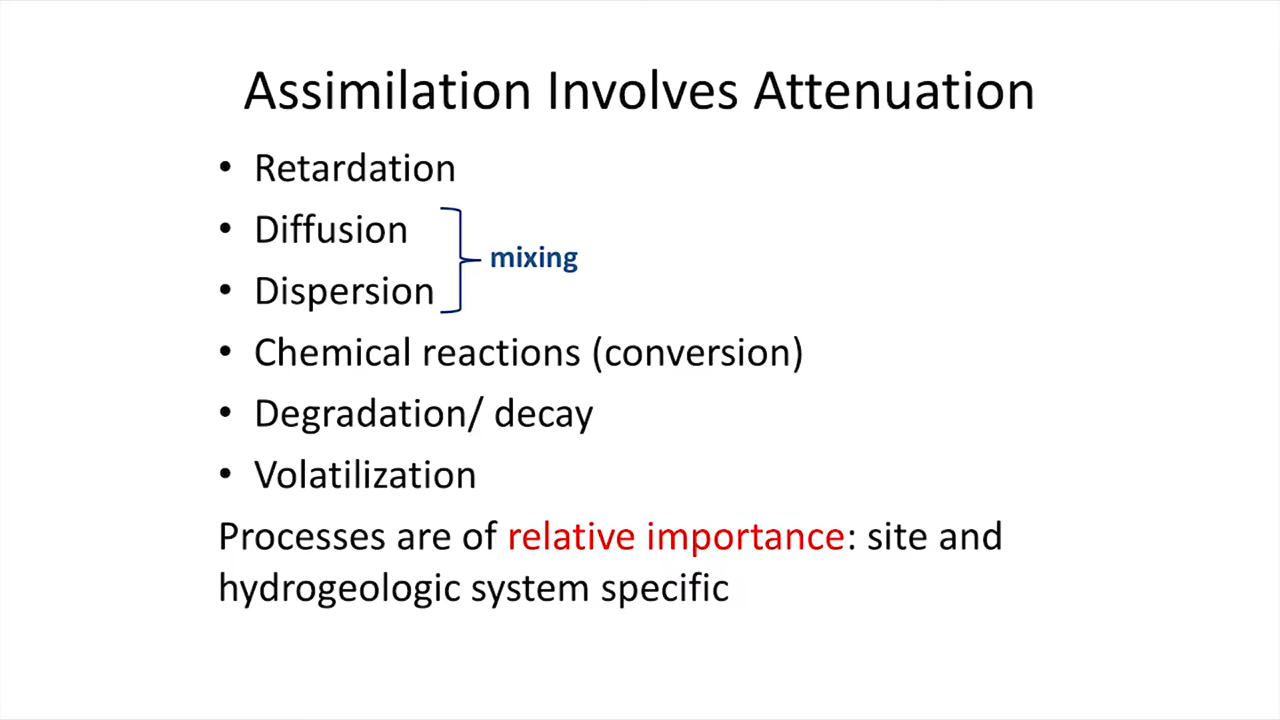 Assimilation Involves Attenuation
• Retardation
• Diffusion
mixing
• Dispersion
• Chemical reactions (conversion)
• Degradation/ decay
• Volatilization
Processes are of relative importance: site and
hydrogeologic system specific